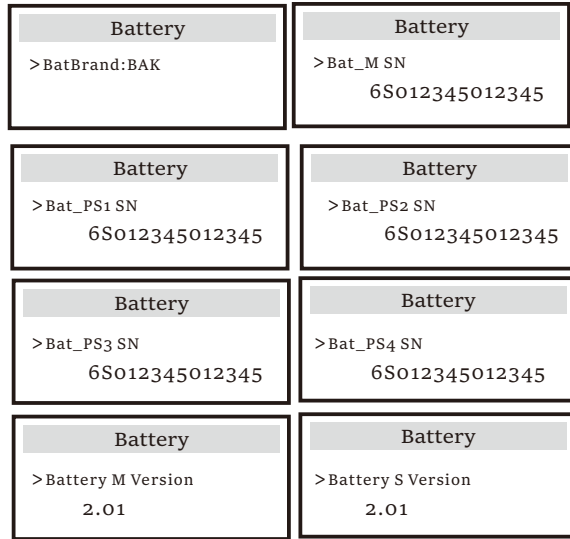 Battery
>BatBrand:BAK
Battery
>Bat_M SN
6S012345012345
Battery
>Bat_PS1 SN
6S012345012345
Battery
>Bat_PS2 SN
6S012345012345
Battery
>Bat_PS3 SN
6S012345012345
Battery
>Bat_PS4 SN
6S012345012345
Battery
>Battery M Version
2.01
Battery
>Battery S Version
2.01